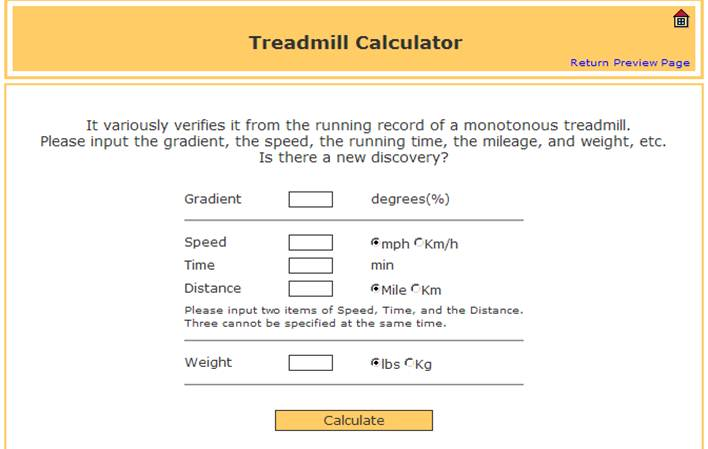 Treadmill Calculator
Return Preview Page
It variously verifies it from the running record of a monotonous treadmill.
Please input the gradient, the speed, the running time, the mileage, and weight, etc.
Is there a new discovery?
Gradient degrees(%)
Speed mph Km/h
Time min
Distance Mile Km
Please input two items of Speed, Time, and the Distance.
Three cannot be specified at the same time.
Weight lbs Kg
Calculate